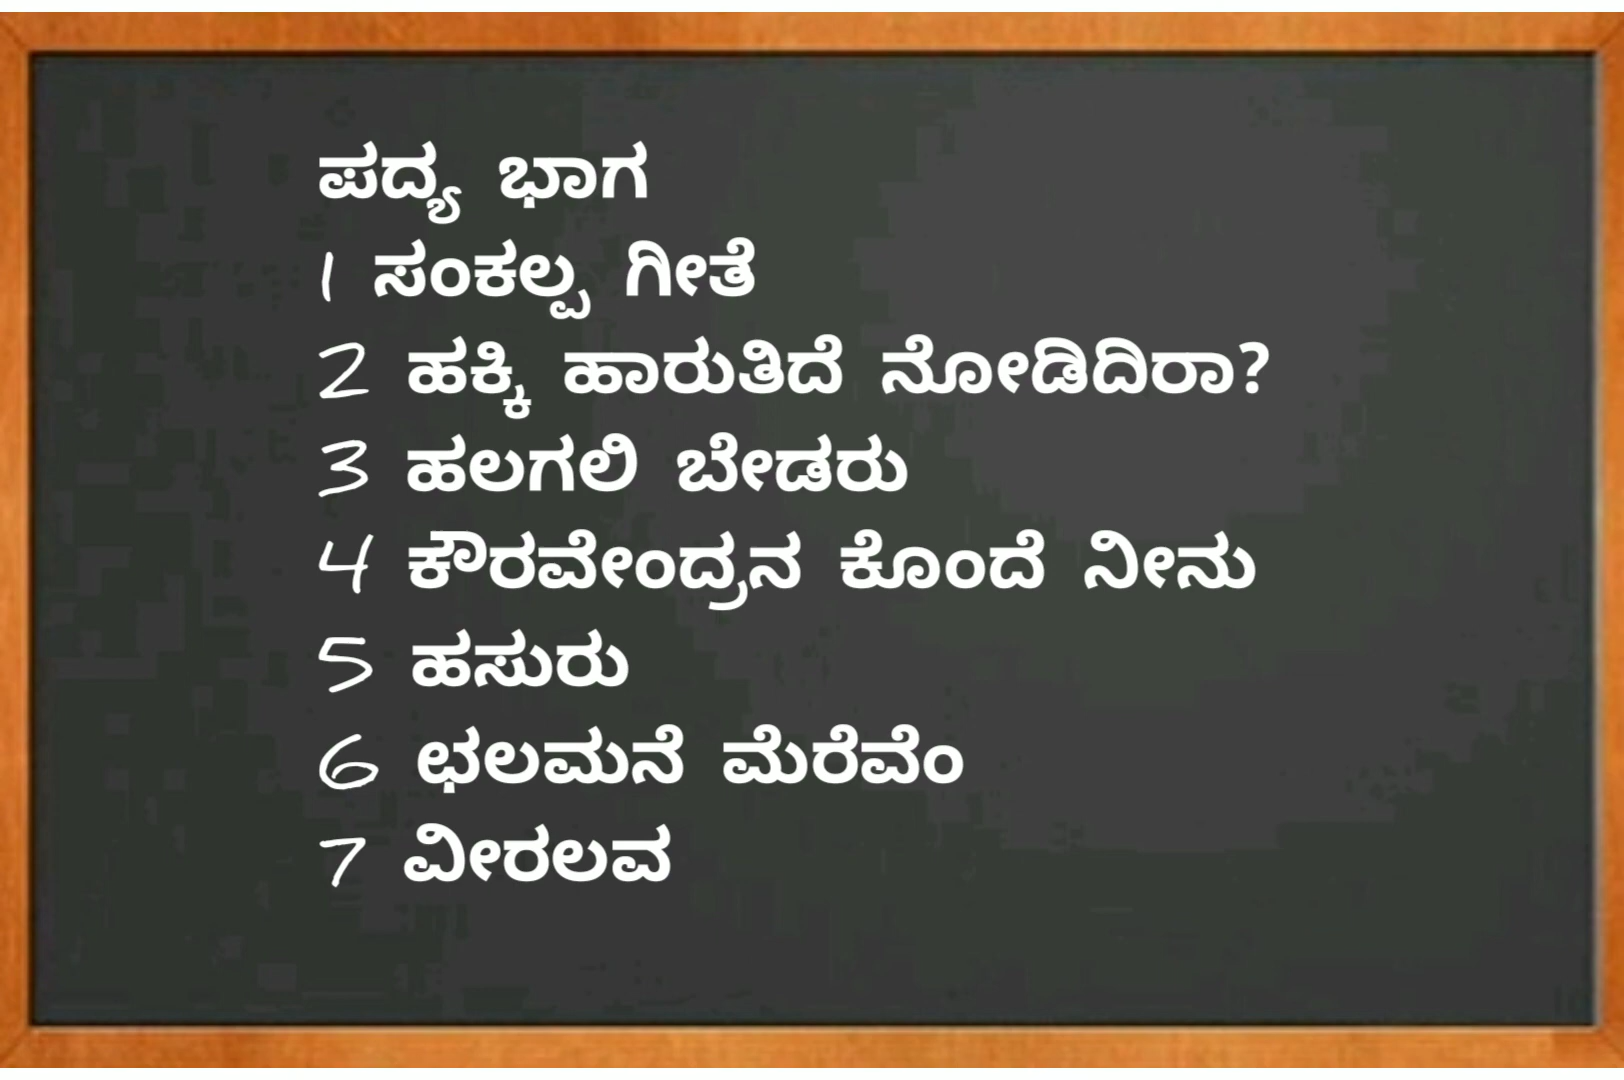 ಪದ್ಯ ಭಾಗ
1 ಸಂಕಲ್ಪ ಗೀತೆ
2 ಹಕ್ಕಿ ಹಾರುತಿದೆ ನೋಡಿದಿರಾ?
3 ಹಲಗಲಿ ಬೇಡರು
4 ಕೌರವೇಂದ್ರನ ಕೊಂದೆ ನೀನು
5 ಹಸುರು
6 ಛಲಮನೆ ಮೆರೆವೆಂ
7 ವೀರಲವ